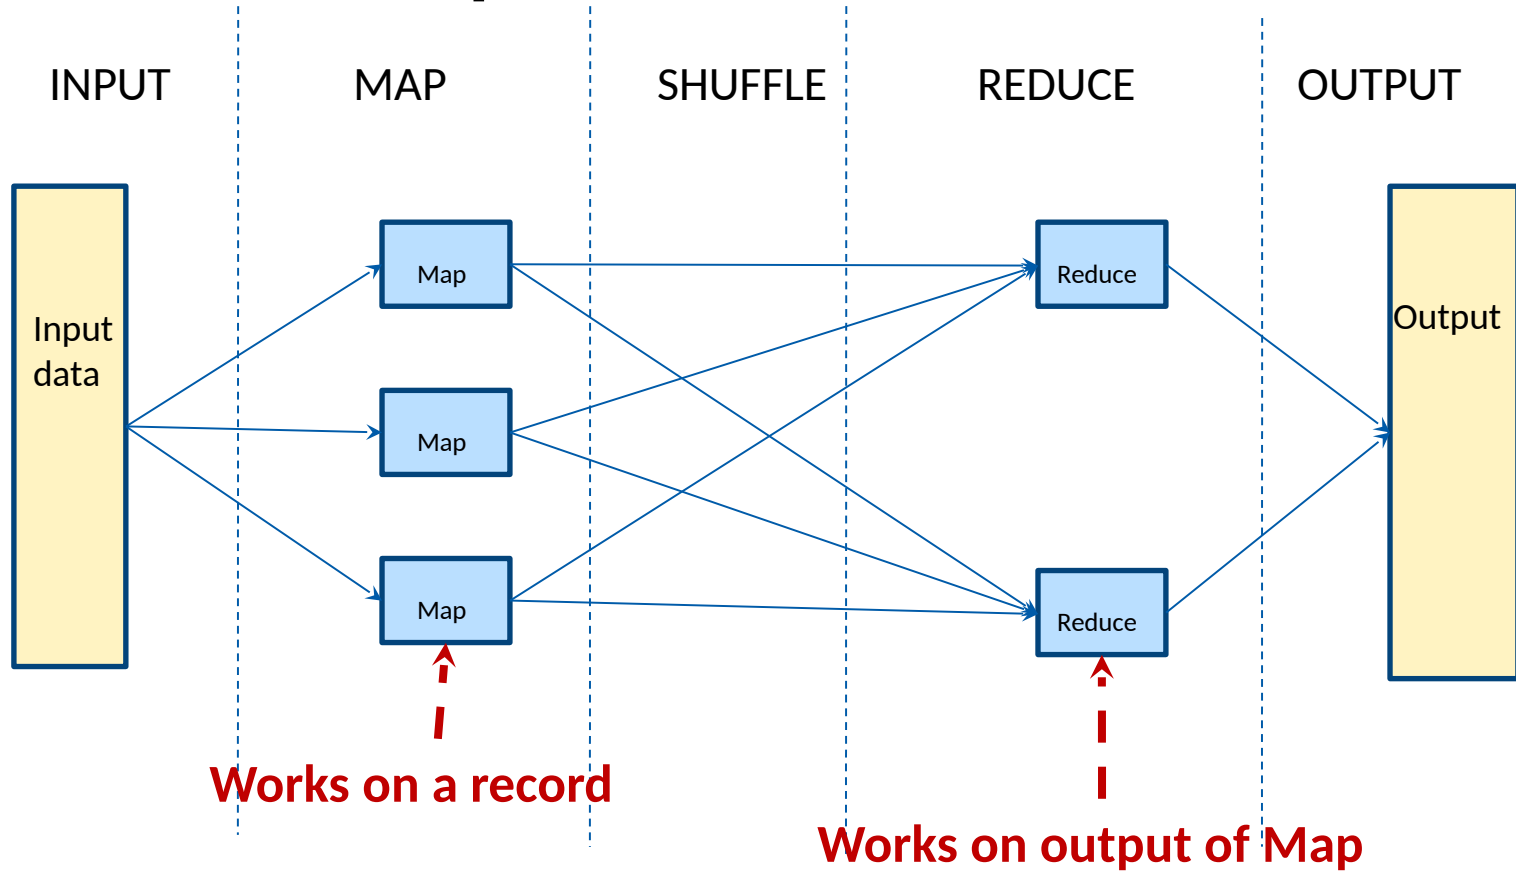 INPUT MAP SHUFFLE REDUCE OUTPUT
Map
Reduce
Input
data
Output
Map
Map
Reduce
Works on a record
Works on output of Map